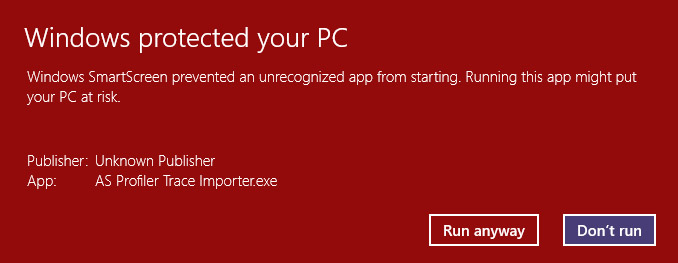 Windows protected your PC
Windows SmartScreen prevented an unrecognized app from starting. Running this app might put
your PC at risk.
Publisher: Unknown Publisher
App: AS Profiler Trace Importer.exe
Run anyway Don't run